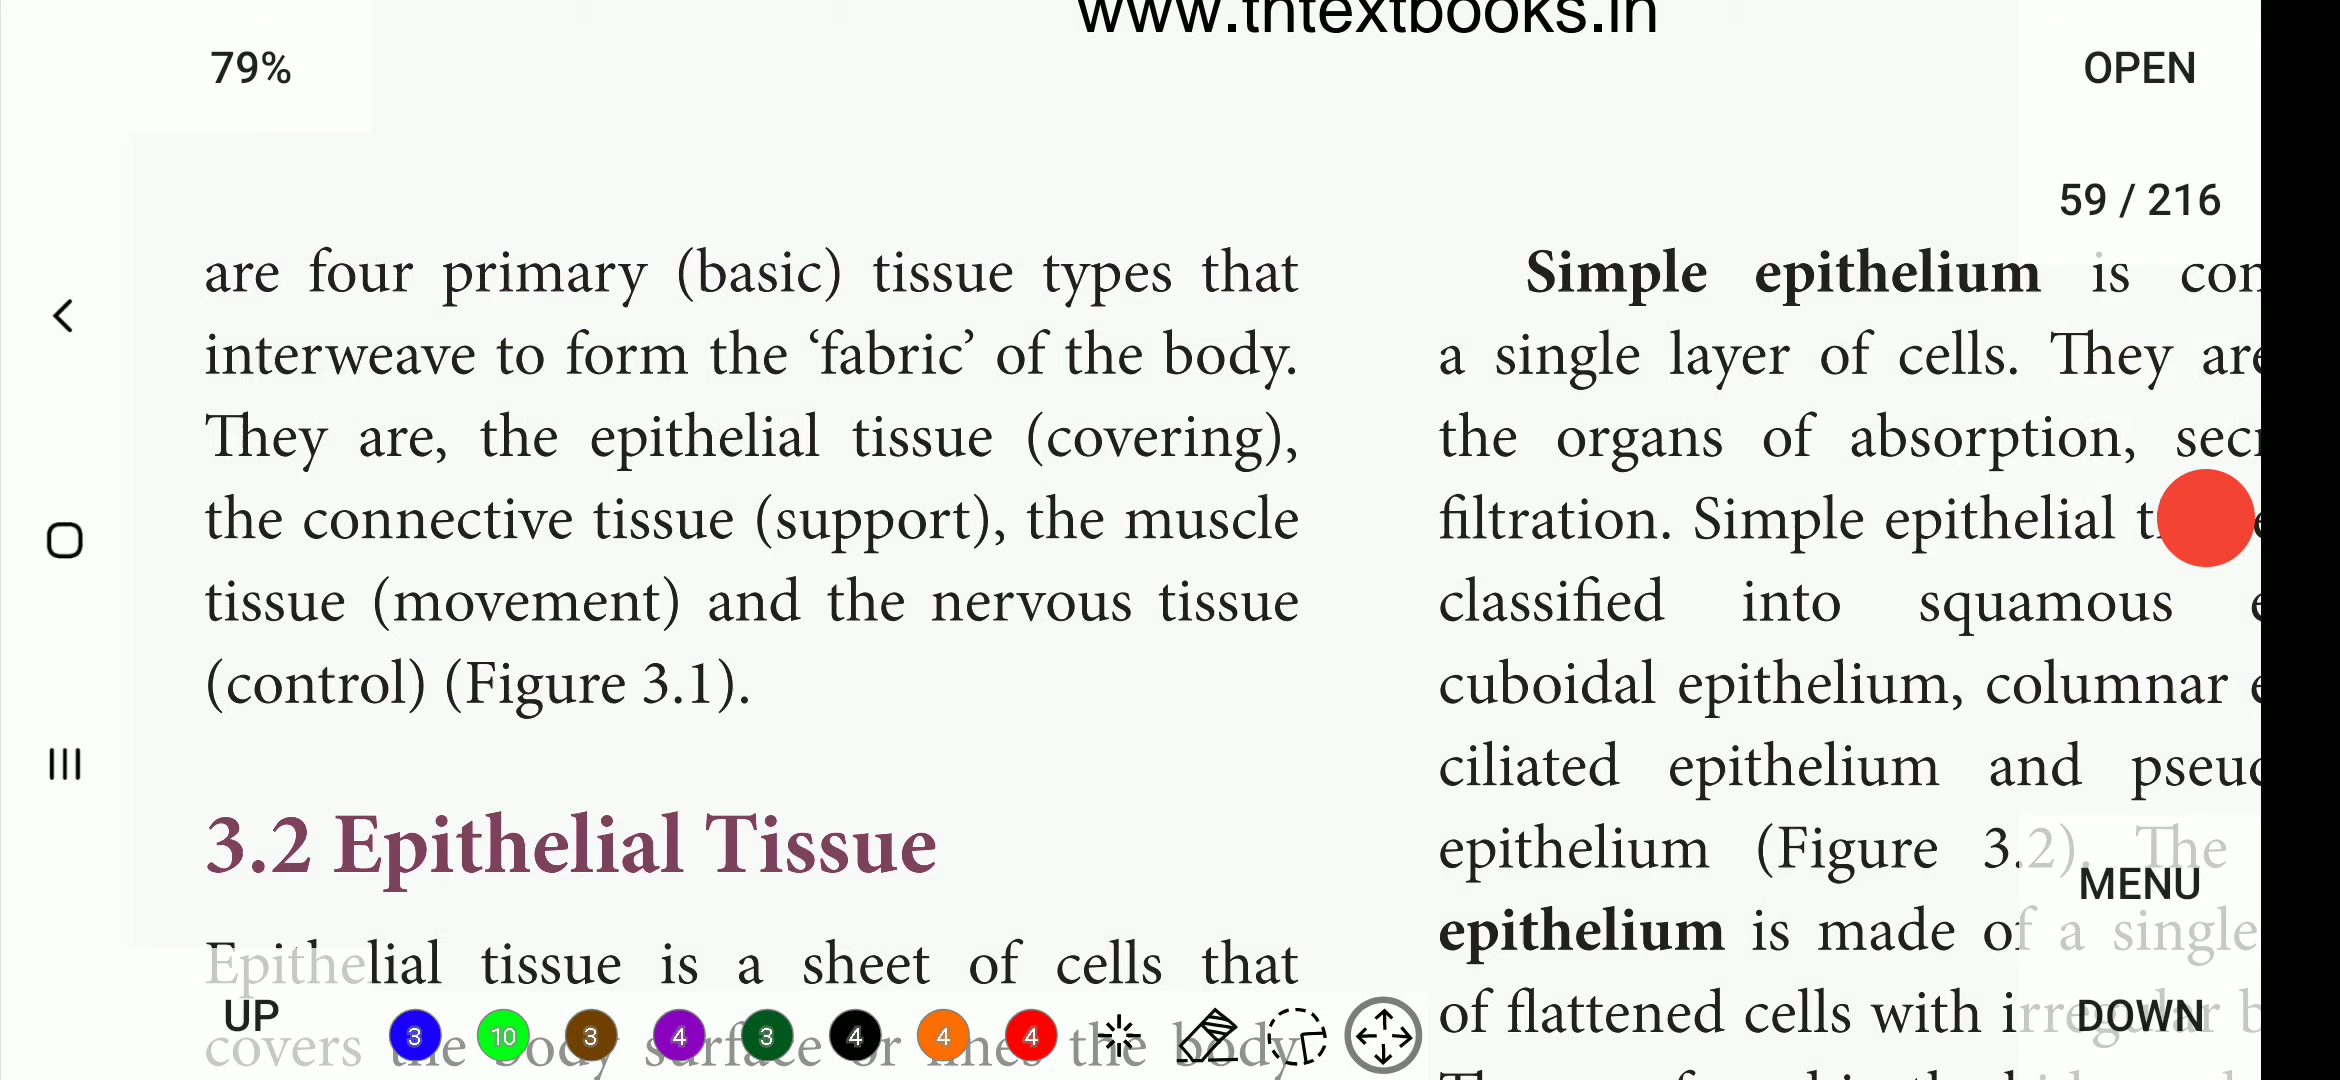 www.tntextbooks.in
79%
OPEN
59 / 216
are four primary (basic) tissue types that
interweave to form the ‘fabric’ of the body.
They are, the epithelial tissue (covering),
the connective tissue (support), the muscle
tissue (movement) and the nervous tissue
(control) (Figure 3.1).
3.2 Epithelial Tissue
Epithelial tissue is a sheet of cells that
covers the body surface or lines the body
Simple epithelium is
a single layer of cells. They
the organs of absorption,
filtration. Simple epithelial
classified into squamous
cuboidal epithelium, columnar
ciliated epithelium and
epithelium (Figure 3.2). The
epithelium is made of a single
of flattened cells with irregular
MENU
UP
DOWN
3 10 3 4 3 4 4 4